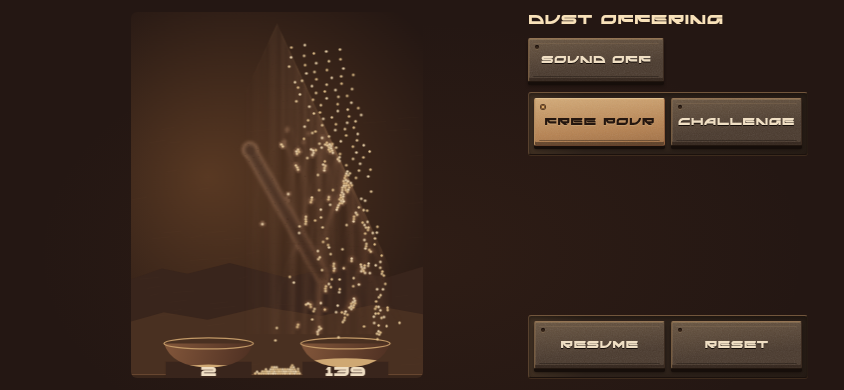 DUST OFFERING
SOUND OFF
FREE POUR
CHALLENGE
RESUME
RESET
2
139